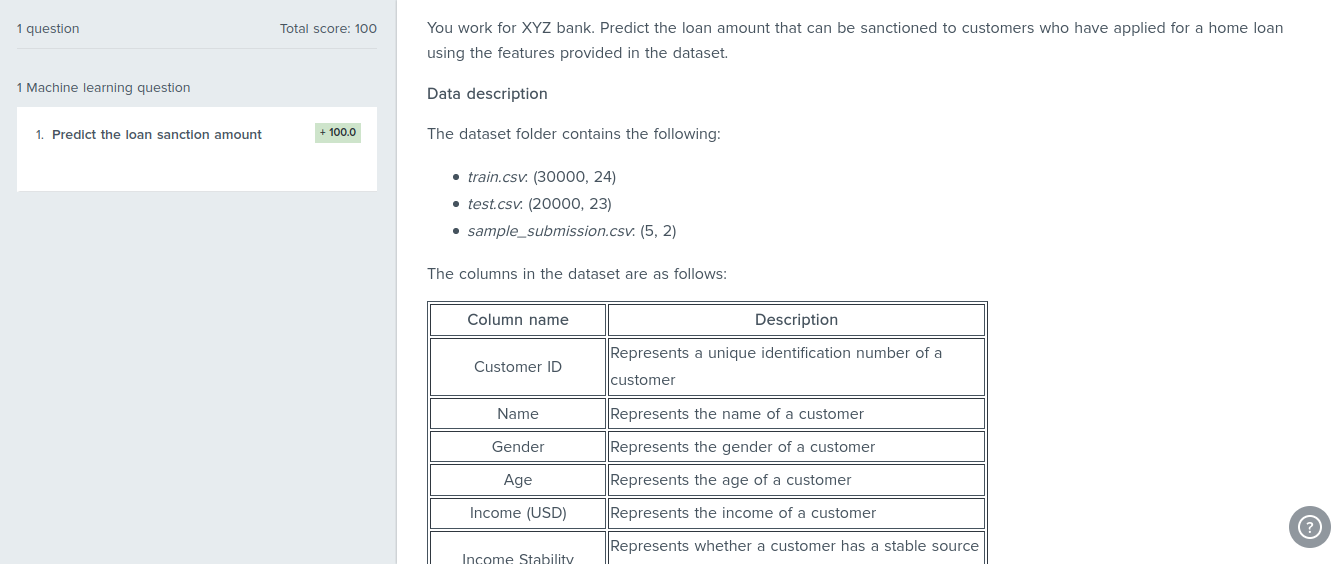 1 question
Total score: 100
1 Machine learning question
1. Predict the loan sanction amount
+ 100.0
You work for XYZ bank. Predict the loan amount that can be sanctioned to customers who have applied for a home loan
using the features provided in the dataset.
Data description
The dataset folder contains the following:
• train.csv: (30000, 24)
• test.csv: (20000, 23)
• sample_submission.csv: (5, 2)
The columns in the dataset are as follows:
Column name
Description
Customer ID
Represents a unique identification number of a
customer
Name
Represents the name of a customer
Gender
Represents the gender of a customer
Age
Represents the age of a customer
Income (USD)
Represents the income of a customer
Income Stability
Represents whether a customer has a stable source
?